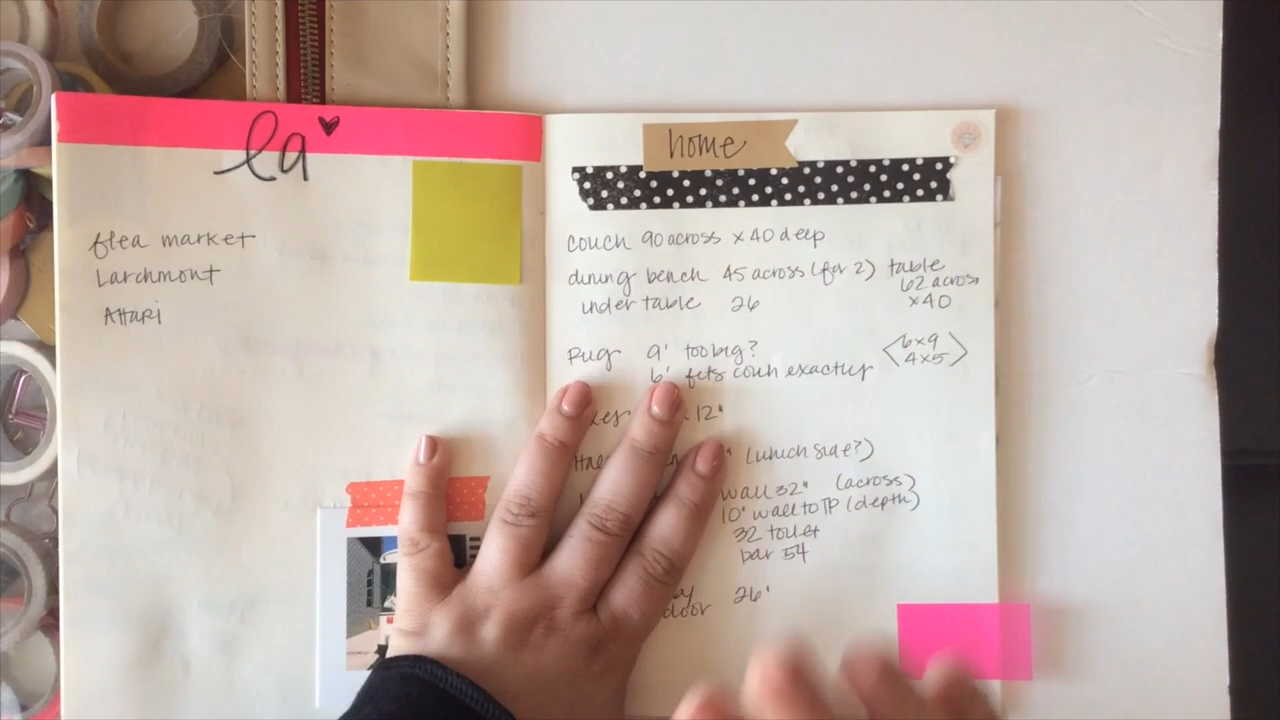 la
flea market
Larchmont
Attari
home
couch 90 across x 40 deep
dining bench 45 across (for 2) table
62 across
under table 26 x40
Rug 9' too big?
6x9
6' fits couch exactly
4x5
12"
(which side?)
wall 32" (across)
10" wall to TP (depth)
32 toilet
bar 54
door 26"